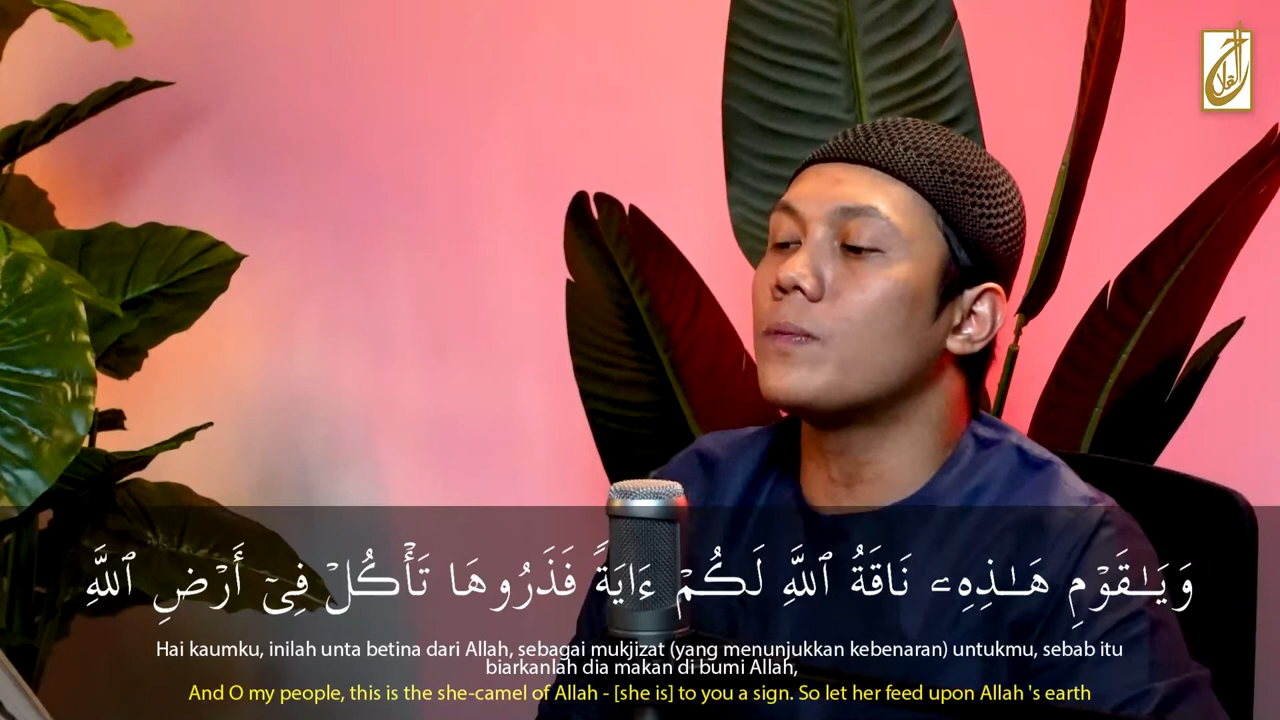 القلاح
وَيَـٰقَوْمِ هَـٰذِهِۦ نَاقَةُ ٱللَّهِ لَكُمْ ءَايَةً فَذَرُوهَا تَأْكُلْ فِىٓ أَرْضِ ٱللَّهِ
Hai kaumku, inilah unta betina dari Allah, sebagai mukjizat (yang menunjukkan kebenaran) untukmu, sebab itu
biarkanlah dia makan di bumi Allah,
And O my people, this is the she-camel of Allah - [she is] to you a sign. So let her feed upon Allah 's earth